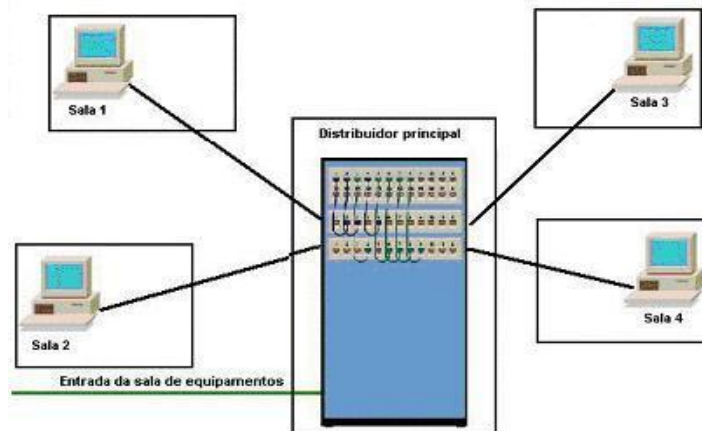 Sala 1
Sala 3
Distribuidor principal
Sala 2
Sala 4
Entrada da sala de equipamentos